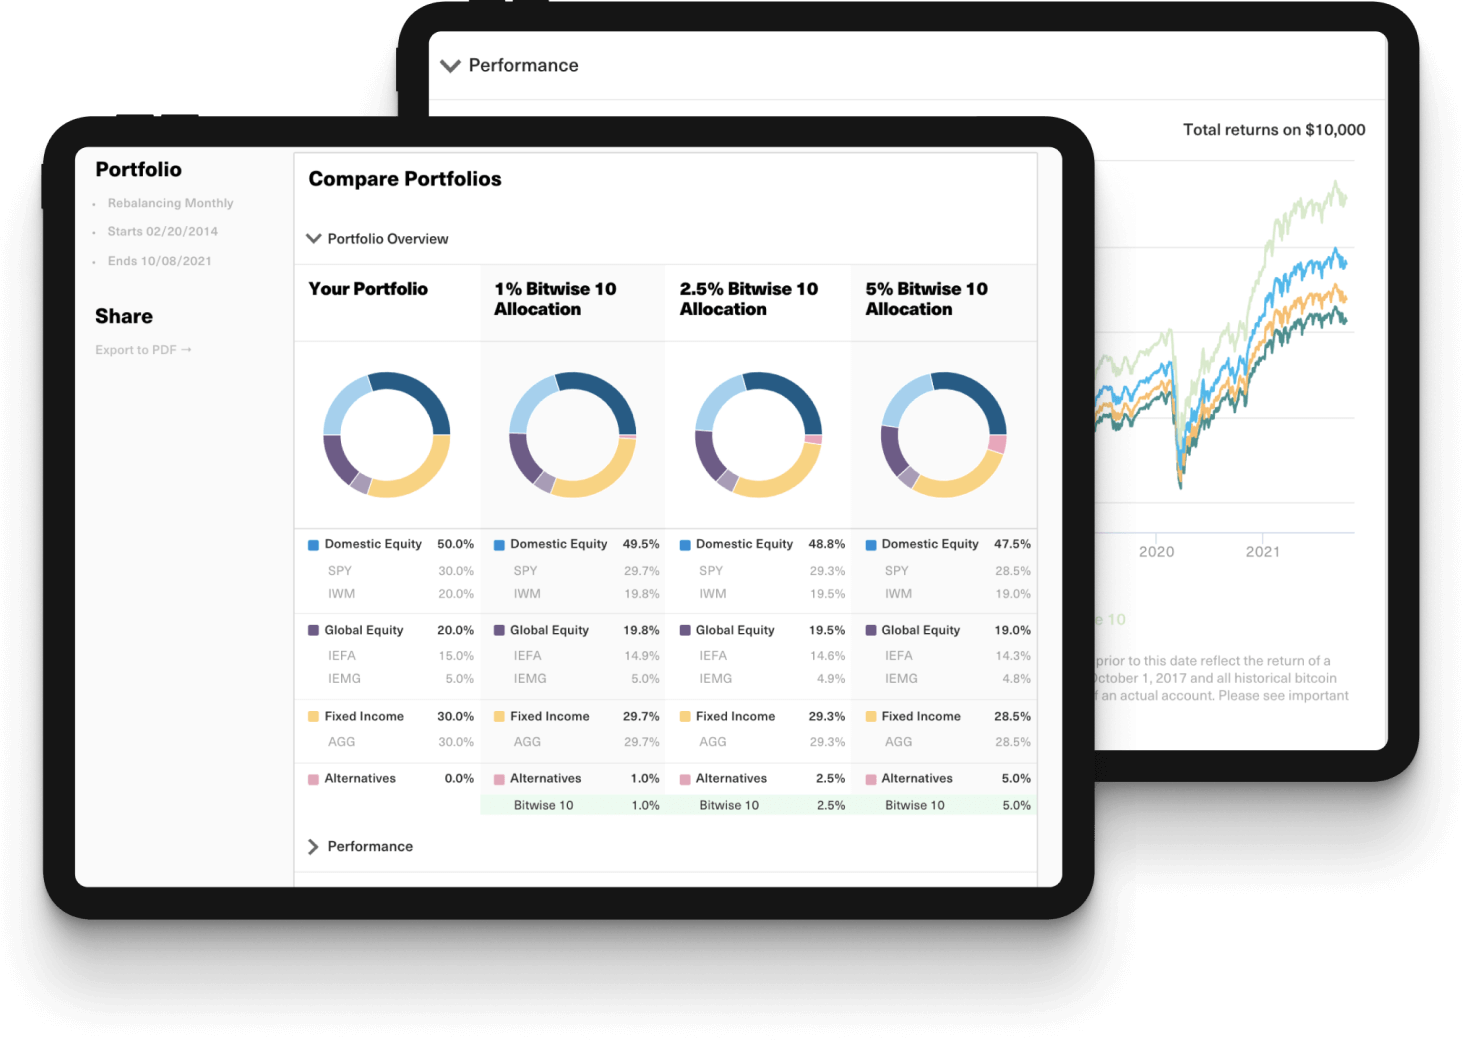 Performance
Total returns on $10,000
2020
2021
e 10
prior to this date reflect the return of a
October 1, 2017 and all historical bitcoin
f an actual account. Please see important
Portfolio
Rebalancing Monthly
Starts 02/20/2014
Ends 10/08/2021
Share
Export to PDF →
Compare Portfolios
Portfolio Overview
Your Portfolio
1% Bitwise 10
Allocation
2.5% Bitwise 10
Allocation
5% Bitwise 10
Allocation
Domestic Equity 50.0% Domestic Equity 49.5% Domestic Equity 48.8% Domestic Equity 47.5%
SPY 30.0% SPY 29.7% SPY 29.3% SPY 28.5%
IWM 20.0% IWM 19.8% IWM 19.5% IWM 19.0%
Global Equity 20.0% Global Equity 19.8% Global Equity 19.5% Global Equity 19.0%
IEFA 15.0% IEFA 14.9% IEFA 14.6% IEFA 14.3%
IEMG 5.0% IEMG 5.0% IEMG 4.9% IEMG 4.8%
Fixed Income 30.0% Fixed Income 29.7% Fixed Income 29.3% Fixed Income 28.5%
AGG 30.0% AGG 29.7% AGG 29.3% AGG 28.5%
Alternatives 0.0% Alternatives 1.0% Alternatives 2.5% Alternatives 5.0%
Bitwise 10 1.0% Bitwise 10 2.5% Bitwise 10 5.0%
Performance